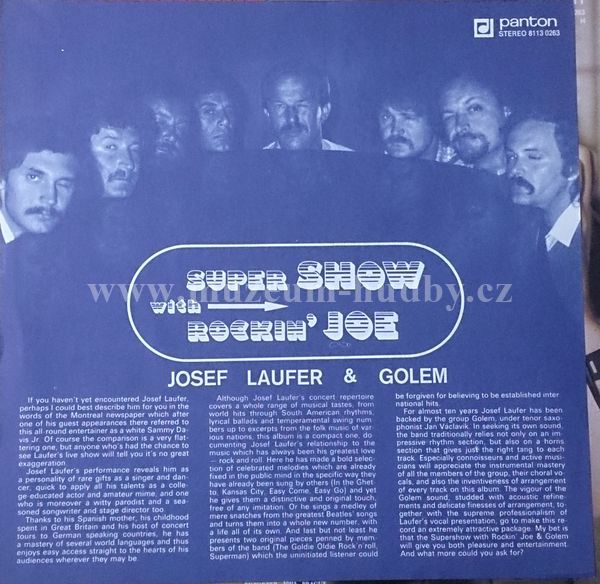 panton
STEREO 8113 0263
SUPER SHOW
with
ROCKIN' JOE
www.muzeum-hudby.cz
JOSEF LAUFER & GOLEM
If you haven't yet encountered Josef Laufer,
perhaps I could best describe him for you in the
words of the Montreal newspaper which after
one of his guest appearances there referred to
this all-round entertainer as a white Sammy Da-
vis Jr. Of course the comparison is a very flat-
tering one, but anyone who's had the chance to
see Laufer's live show will tell you it's no great
exaggeration.
Josef Laufer's performance reveals him as
a personality of rare gifts as a singer and dan-
cer, quick to apply all his talents as a colle-
ge educated actor and amateur mime, and one
who is moreover a witty parodist and a sea-
soned songwriter and stage director too.
Thanks to his Spanish mother, his childhood
spent in Great Britain and his host of concert
tours to German speaking countries, he has
a mastery of several world languages and thus
enjoys easy access straight to the hearts of his
audiences wherever they may be.
Although Josef Laufer's concert repertoire
covers a whole range of musical tastes, from
world hits through South American rhythms,
lyrical ballads and temperamental swing num-
bers up to excerpts from the folk music of var-
ious nations, this album is a compact one, do-
cumenting Josef Laufer's relationship to the
music which has always been his greatest love
— rock and roll. Here he has made a bold selec-
tion of celebrated melodies which are already
fixed in the public mind in the specific way they
have already been sung by others (In the Ghet-
to, Kansas City, Easy Come, Easy Go) and yet
he gives them a distinctive and original touch,
free of any imitation. Or he sings a medley of
mere snatches from the greatest Beatles' songs
and turns them into a whole new number, with
a life all of its own. And last but not least he
presents two original pieces penned by mem-
bers of the band (The Goldie Oldie Rock'n'roll,
Superman) which the uninitiated listener could
be forgiven for believing to be established inter
national hits.
For almost ten years Josef Laufer has been
backed by the group Golem, under tenor saxo-
phonist Jan Václavík. In seeking its own sound,
the band traditionally relies not only on an im-
pressive rhythm section, but also on a horns
section that gives just the right tang to each
track. Especially connoisseurs and active musi-
cians will appreciate the instrumental mastery
of all the members of the group, their choral vo-
cals, and also the inventiveness of arrangement
of every track on this album. The vigour of the
Golem sound, studded with acoustic refine-
ments and delicate finesses of arrangement, to-
gether with the supreme professionalism of
Laufer's vocal presentation, go to make this re-
cord an extremely attractive package. My bet is
that the Supershow with Rockin' Joe & Golem
will give you both pleasure and entertainment.
And what more could you ask for?